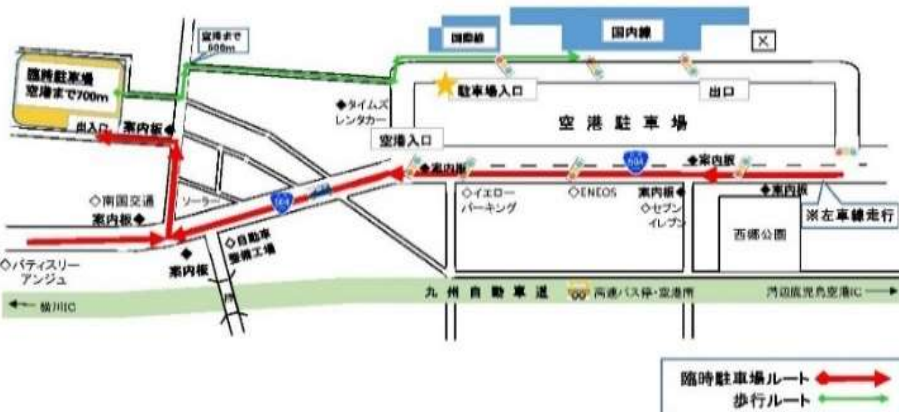 国際線
国内線
空港まで
600m
臨時駐車場
空港まで700m
出入口
案内板◆
◆タイムズ
レンタカー
駐車場入口
出口
空港駐車場
空港入口
◆案内板
504
◆案内板
◇南国交通
案内板◆
ソーラー
504
◇イエロー
パーキング
◇ENEOS
案内板◆
◇セブン
イレブン
◆案内板
※左車線走行
西郷公園
◇自動車
整備工場
◆
案内板
◇パティスリー
アンジュ
← 横川IC
九州自動車道
高速バス停・空港南
溝辺鹿児島空港IC →
臨時駐車場ルート
歩行ルート